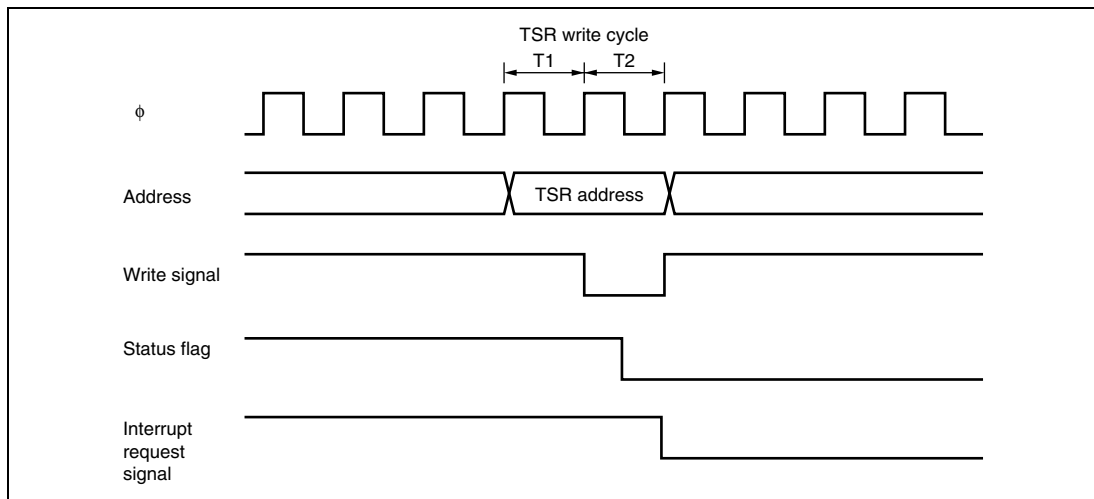 TSR write cycle
T1 T2
ϕ
Address
TSR address
Write signal
Status flag
Interrupt
request
signal